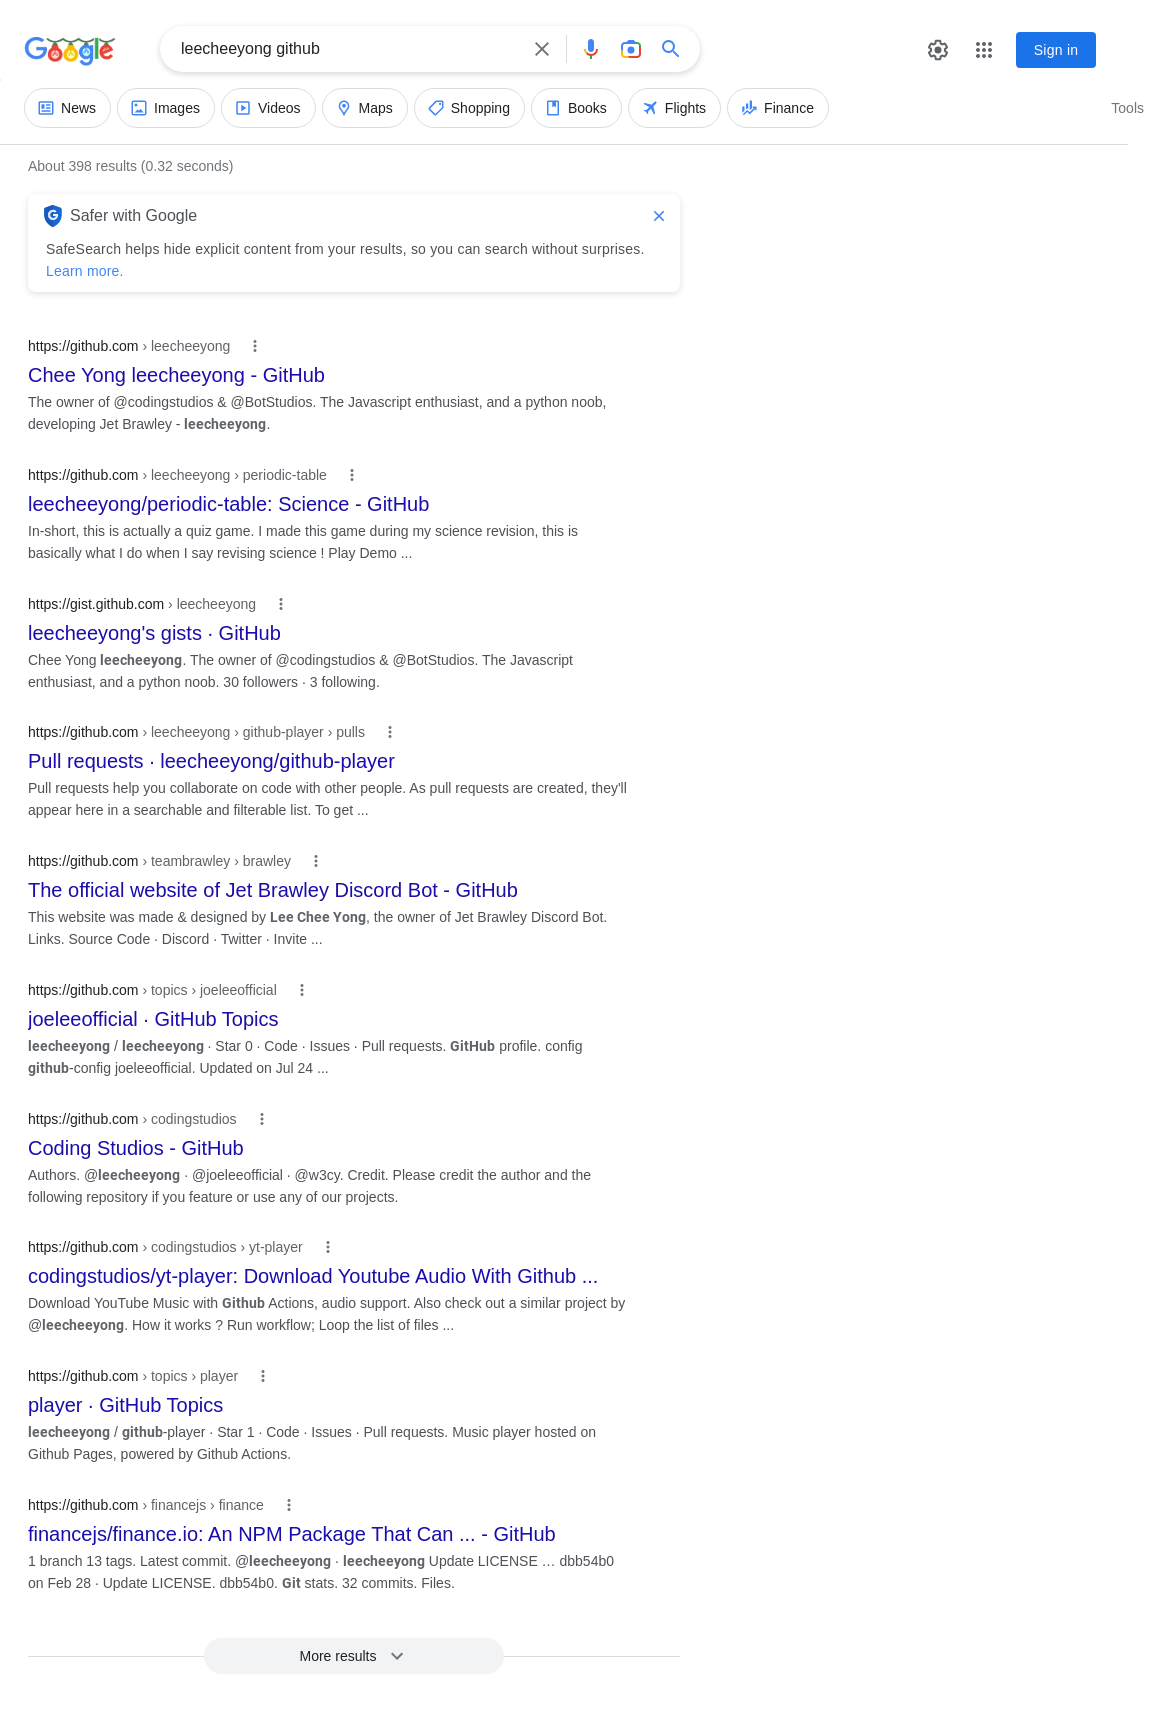 Google
leecheeyong github
Sign in
News Images Videos Maps Shopping Books Flights Finance Tools
About 398 results (0.32 seconds)
Safer with Google
SafeSearch helps hide explicit content from your results, so you can search without surprises.
Learn more.
https://github.com › leecheeyong
Chee Yong leecheeyong - GitHub
The owner of @codingstudios & @BotStudios. The Javascript enthusiast, and a python noob,
developing Jet Brawley - leecheeyong.
https://github.com › leecheeyong › periodic-table
leecheeyong/periodic-table: Science - GitHub
In-short, this is actually a quiz game. I made this game during my science revision, this is
basically what I do when I say revising science ! Play Demo ...
https://gist.github.com › leecheeyong
leecheeyong's gists · GitHub
Chee Yong leecheeyong. The owner of @codingstudios & @BotStudios. The Javascript
enthusiast, and a python noob. 30 followers · 3 following.
https://github.com › leecheeyong › github-player › pulls
Pull requests · leecheeyong/github-player
Pull requests help you collaborate on code with other people. As pull requests are created, they'll
appear here in a searchable and filterable list. To get ...
https://github.com › teambrawley › brawley
The official website of Jet Brawley Discord Bot - GitHub
This website was made & designed by Lee Chee Yong, the owner of Jet Brawley Discord Bot.
Links. Source Code · Discord · Twitter · Invite ...
https://github.com › topics › joeleeofficial
joeleeofficial · GitHub Topics
leecheeyong / leecheeyong · Star 0 · Code · Issues · Pull requests. GitHub profile. config
github-config joeleeofficial. Updated on Jul 24 ...
https://github.com › codingstudios
Coding Studios - GitHub
Authors. @leecheeyong · @joeleeofficial · @w3cy. Credit. Please credit the author and the
following repository if you feature or use any of our projects.
https://github.com › codingstudios › yt-player
codingstudios/yt-player: Download Youtube Audio With Github ...
Download YouTube Music with Github Actions, audio support. Also check out a similar project by
@leecheeyong. How it works ? Run workflow; Loop the list of files ...
https://github.com › topics › player
player · GitHub Topics
leecheeyong / github-player · Star 1 · Code · Issues · Pull requests. Music player hosted on
Github Pages, powered by Github Actions.
https://github.com › financejs › finance
financejs/finance.io: An NPM Package That Can ... - GitHub
1 branch 13 tags. Latest commit. @leecheeyong · leecheeyong Update LICENSE … dbb54b0
on Feb 28 · Update LICENSE. dbb54b0. Git stats. 32 commits. Files.
More results